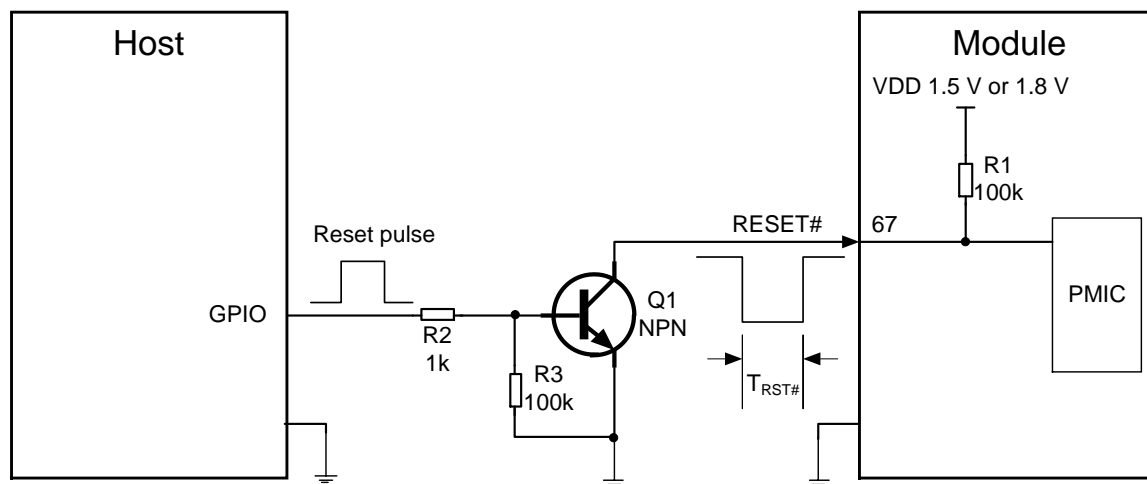 Host
Module
VDD 1.5 V or 1.8 V
R1
100k
RESET#
67
Reset pulse
PMIC
Q1
NPN
GPIO
R2
1k
R3
100k
TRST#